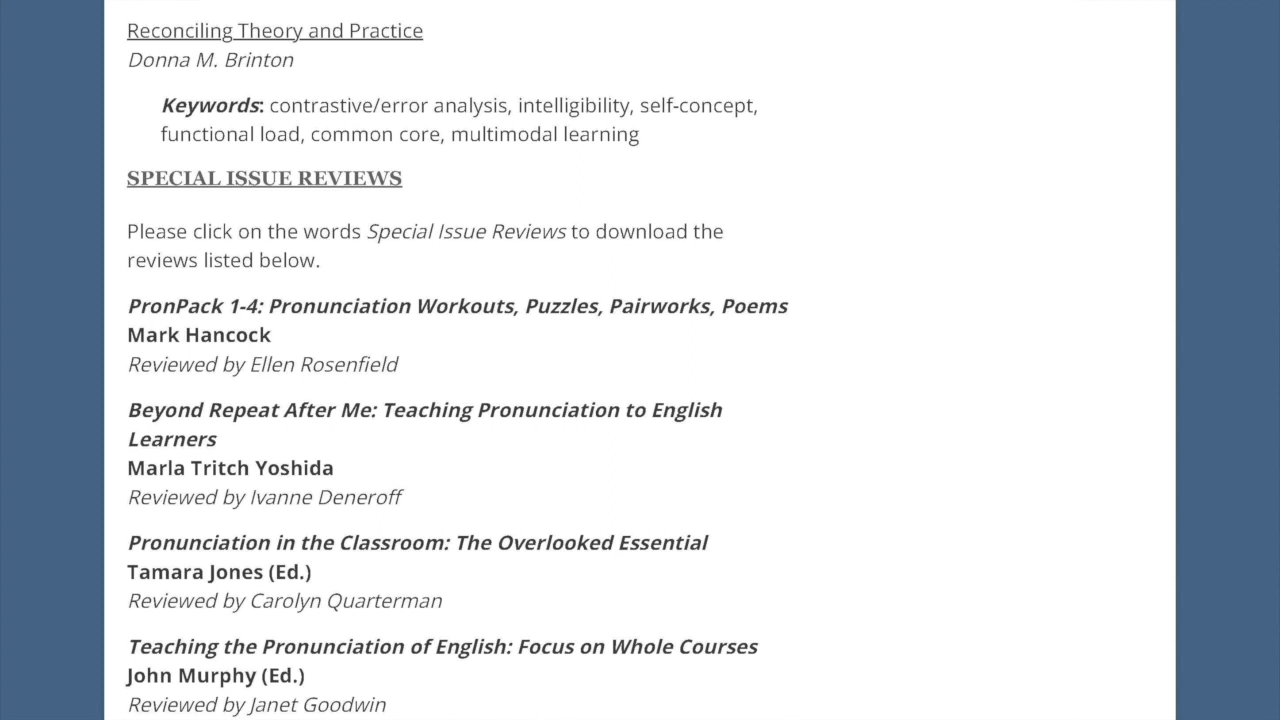 Reconciling Theory and Practice
Donna M. Brinton
Keywords: contrastive/error analysis, intelligibility, self-concept,
functional load, common core, multimodal learning
SPECIAL ISSUE REVIEWS
Please click on the words Special Issue Reviews to download the
reviews listed below.
PronPack 1-4: Pronunciation Workouts, Puzzles, Pairworks, Poems
Mark Hancock
Reviewed by Ellen Rosenfield
Beyond Repeat After Me: Teaching Pronunciation to English
Learners
Marla Tritch Yoshida
Reviewed by Ivanne Deneroff
Pronunciation in the Classroom: The Overlooked Essential
Tamara Jones (Ed.)
Reviewed by Carolyn Quarterman
Teaching the Pronunciation of English: Focus on Whole Courses
John Murphy (Ed.)
Reviewed by Janet Goodwin